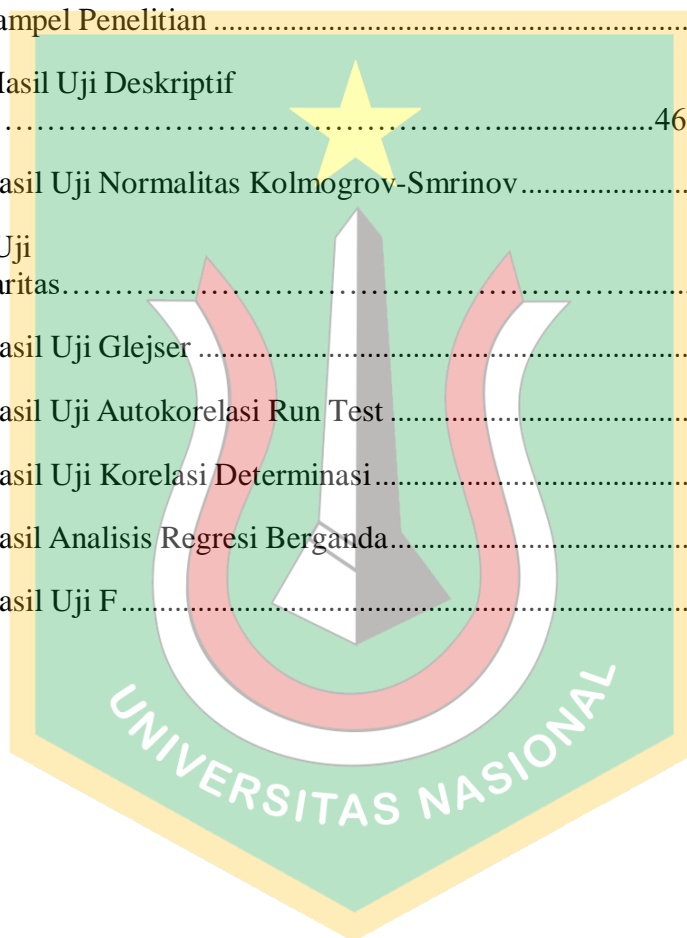 ampel Penelitian ........................................................
asil Uji Deskriptif
……………………………………………....................46
asil Uji Normalitas Kolmogrov-Smrinov....................
Uji
aritas…………………………………………………......
asil Uji Glejser ..........................................................
asil Uji Autokorelasi Run Test ...................................
asil Uji Korelasi Determinasi.....................................
asil Analisis Regresi Berganda...................................
asil Uji F....................................................................
UNIVERSITAS NASIONAL